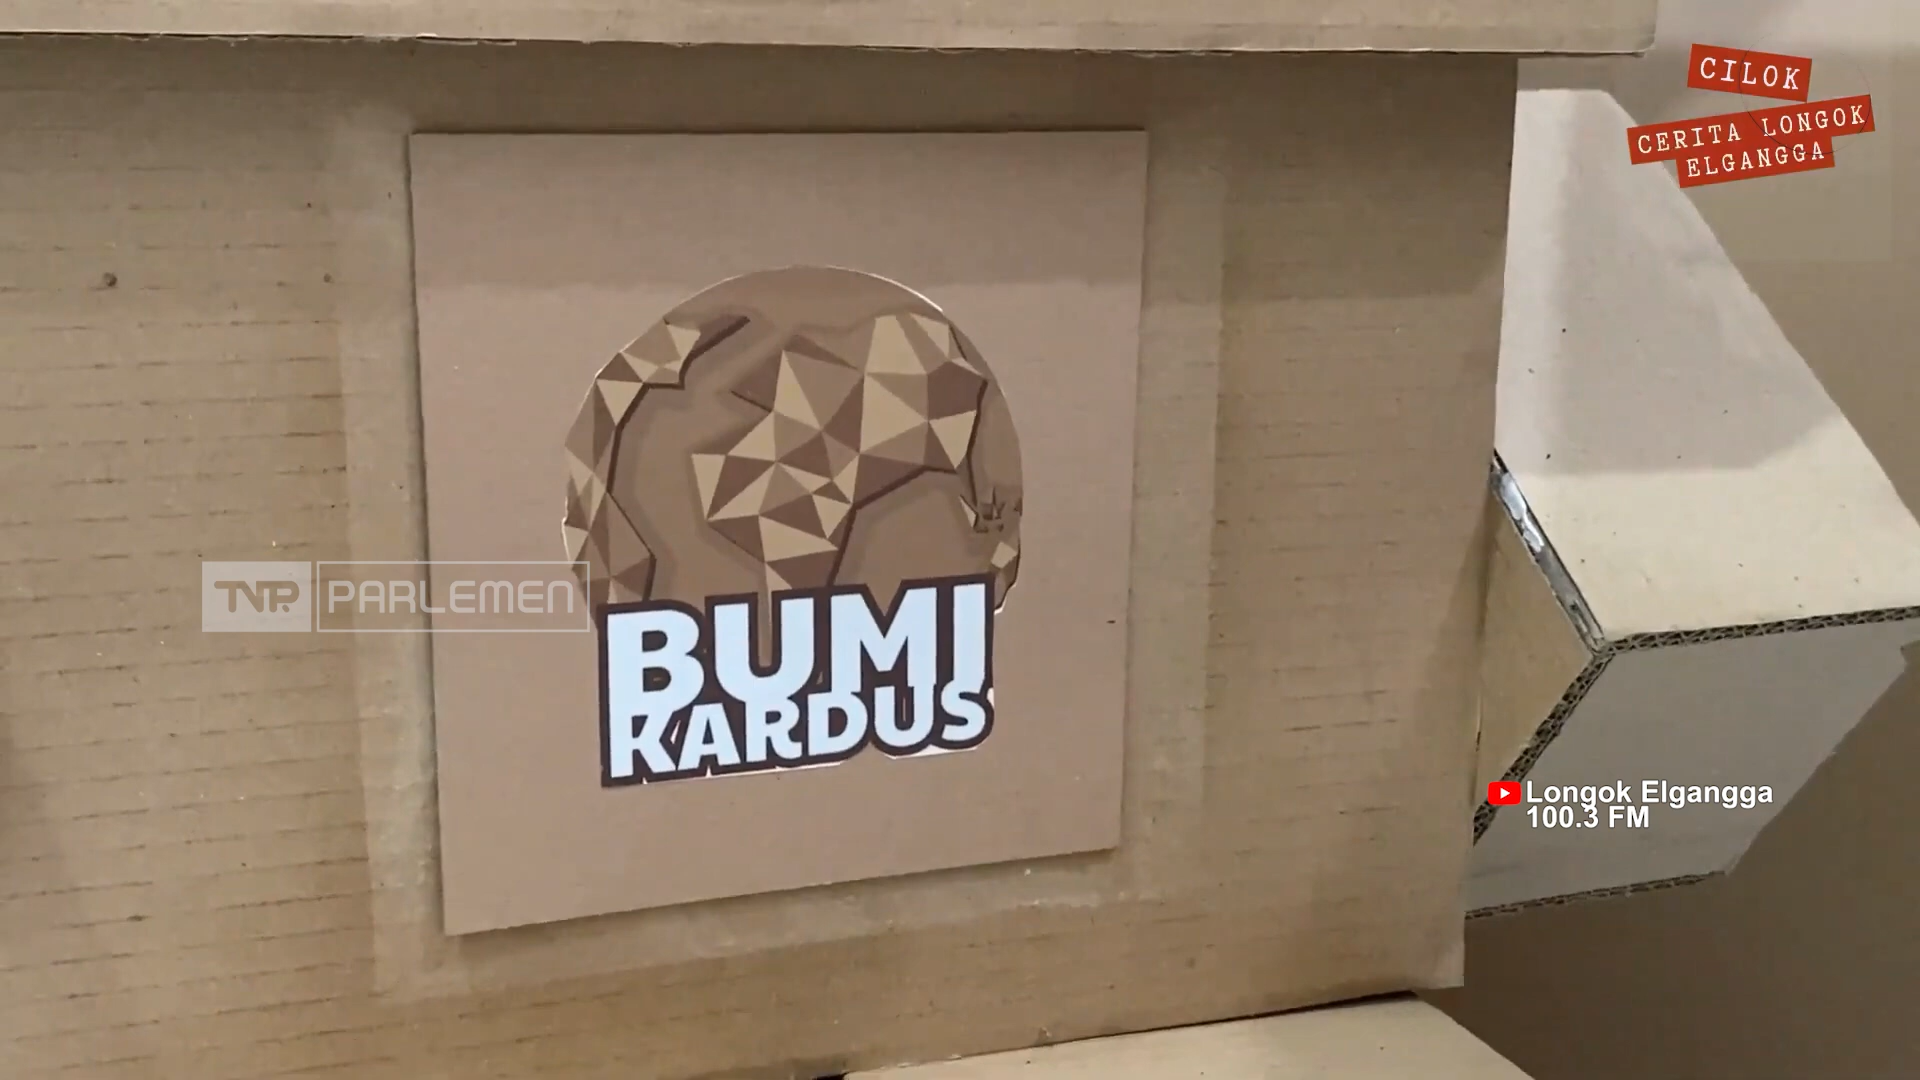 CILOK
CERITA LONGOK
ELGANGGA
TVR PARLEMEN
BUMI
KARDUS
Longok Elgangga
100.3 FM